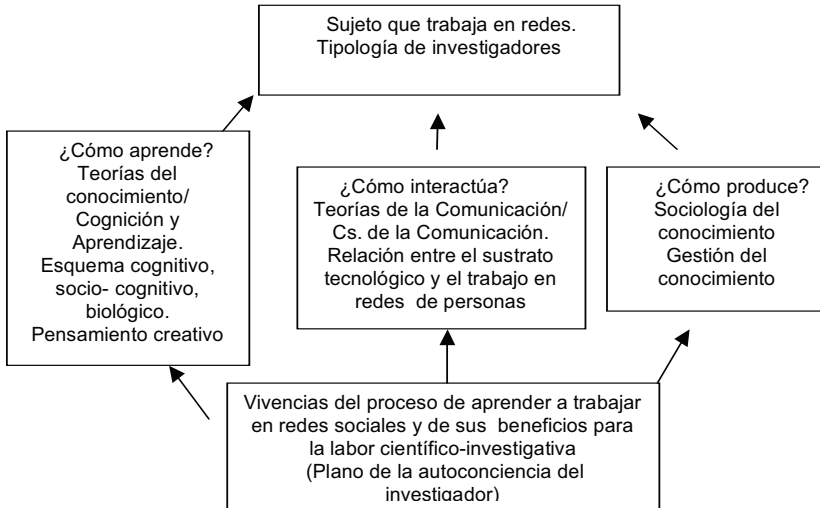 Sujeto que trabaja en redes.
Tipología de investigadores
¿Cómo aprende?
Teorías del
conocimiento/
Cognición y
Aprendizaje.
Esquema cognitivo,
socio- cognitivo,
biológico.
Pensamiento creativo
¿Cómo interactúa?
Teorías de la Comunicación/
Cs. de la Comunicación.
Relación entre el sustrato
tecnológico y el trabajo en
redes de personas
¿Cómo produce?
Sociología del
conocimiento
Gestión del
conocimiento
Vivencias del proceso de aprender a trabajar
en redes sociales y de sus beneficios para
la labor científico-investigativa
(Plano de la autoconciencia del
investigador)